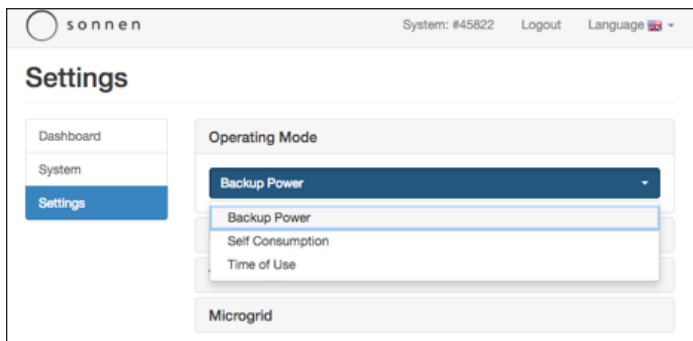 sonnen
System: #45822 Logout Language
Settings
Dashboard
System
Settings
Operating Mode
Backup Power
Backup Power
Self Consumption
Time of Use
Microgrid